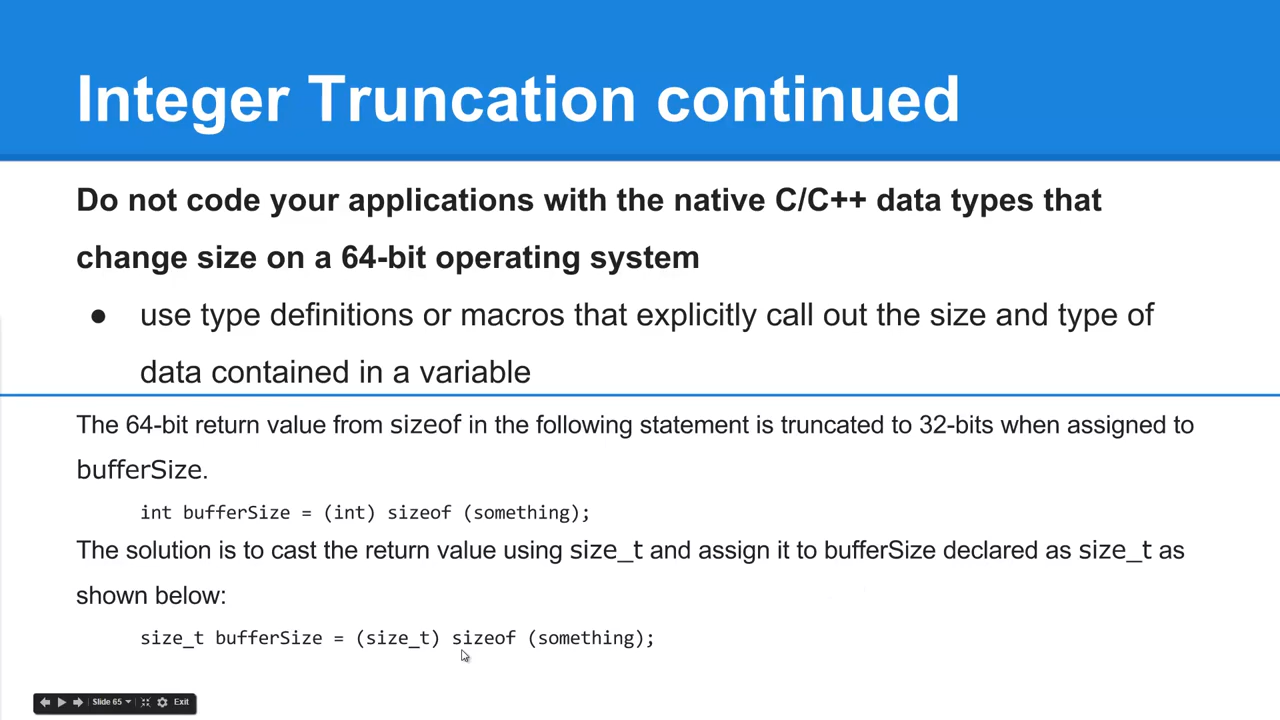 Integer Truncation continued
Do not code your applications with the native C/C++ data types that
change size on a 64-bit operating system
● use type definitions or macros that explicitly call out the size and type of
data contained in a variable
The 64-bit return value from sizeof in the following statement is truncated to 32-bits when assigned to
bufferSize.
int bufferSize = (int) sizeof (something);
The solution is to cast the return value using size_t and assign it to bufferSize declared as size_t as
shown below:
size_t bufferSize = (size_t) sizeof (something);
Slide 65 Exit